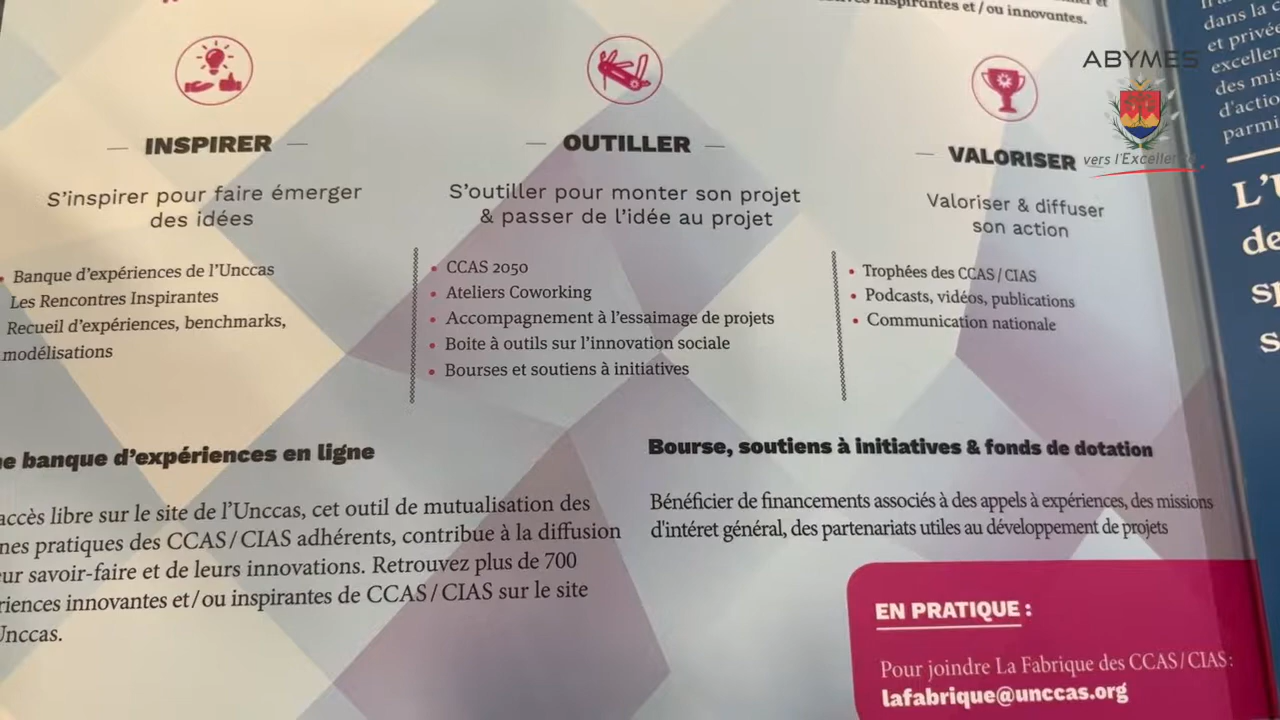 inspirantes et / ou innovantes.
INSPIRER
S'inspirer pour faire émerger
des idées
Banque d'expériences de l'Unccas
Les Rencontres Inspirantes
Recueil d'expériences, benchmarks,
modélisations
OUTILLER
S'outiller pour monter son projet
& passer de l'idée au projet
CCAS 2050
Ateliers Coworking
Accompagnement à l'essaimage de projets
Boite à outils sur l'innovation sociale
Bourses et soutiens à initiatives
VALORISER
Valoriser & diffuser
son action
Trophées des CCAS / CIAS
Podcasts, vidéos, publications
Communication nationale
banque d'expériences en ligne
accès libre sur le site de l'Unccas, cet outil de mutualisation des
pratiques des CCAS / CIAS adhérents, contribue à la diffusion
savoir-faire et de leurs innovations. Retrouvez plus de 700
innovantes et / ou inspirantes de CCAS / CIAS sur le site
Unccas.
Bourse, soutiens à initiatives & fonds de dotation
Bénéficier de financements associés à des appels à expériences, des missions
d'intéret général, des partenariats utiles au développement de projets
EN PRATIQUE :
Pour joindre La Fabrique des CCAS / CIAS :
lafabrique@unccas.org
ABYMES
vers l'Excellence
dans la
et privée
des
parmi
de